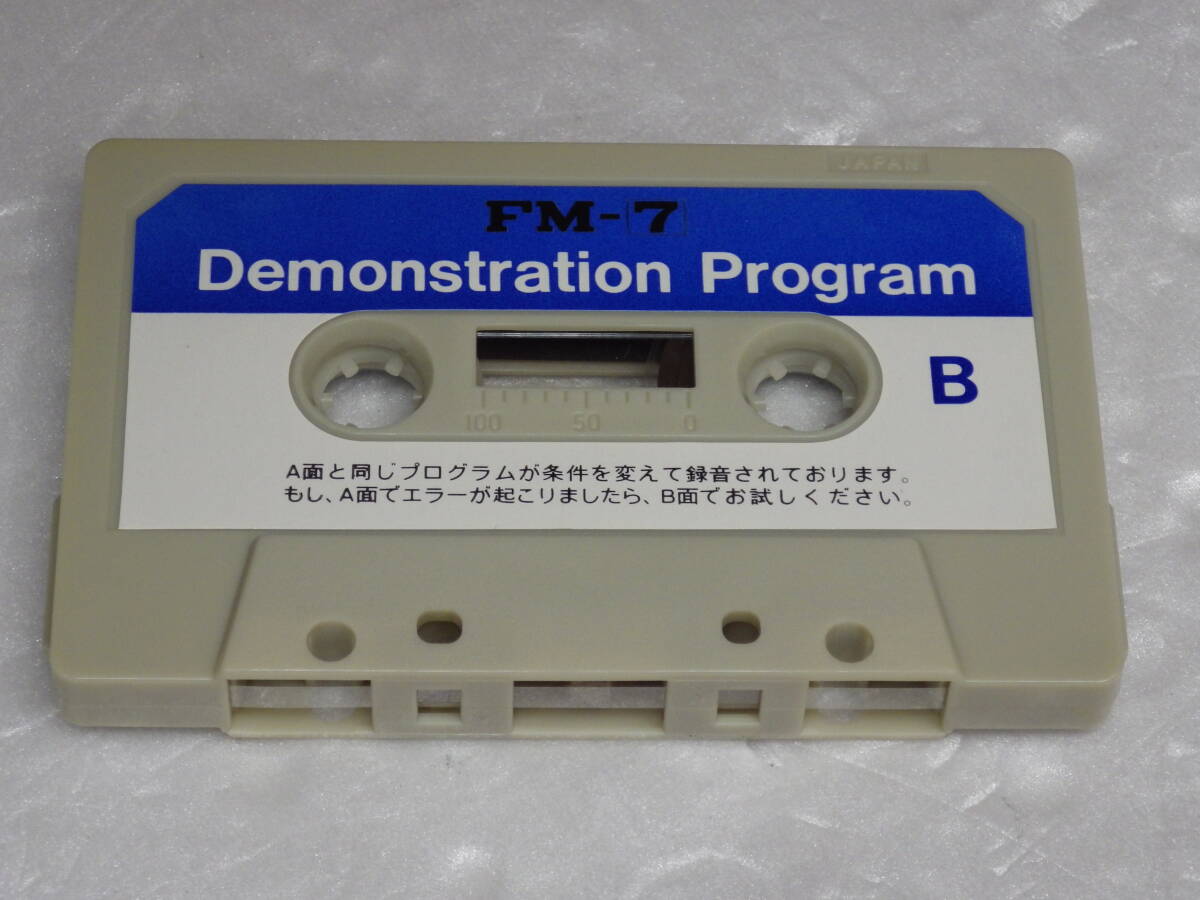 JAPAN
FM-7
Demonstration Program
B
100 50 0
A面と同じプログラムが条件を変えて録音されております。
もし、A面でエラーが起こりましたら、B面でお試しください。